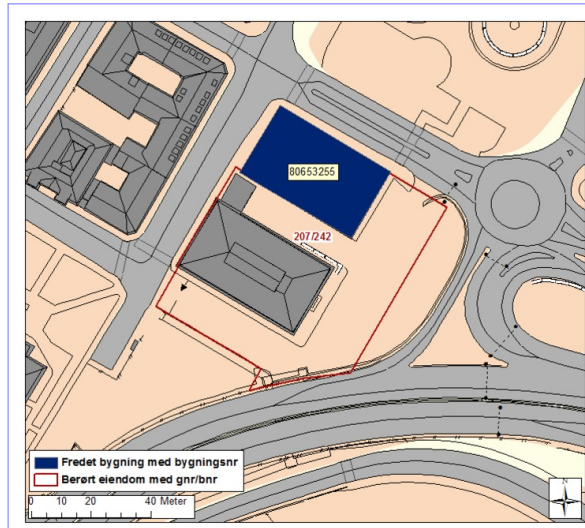 80653255
207/242
Fredet bygning med bygningsnr
Berørt eiendom med gnr/bnr
0 10 20 40 Meter
N